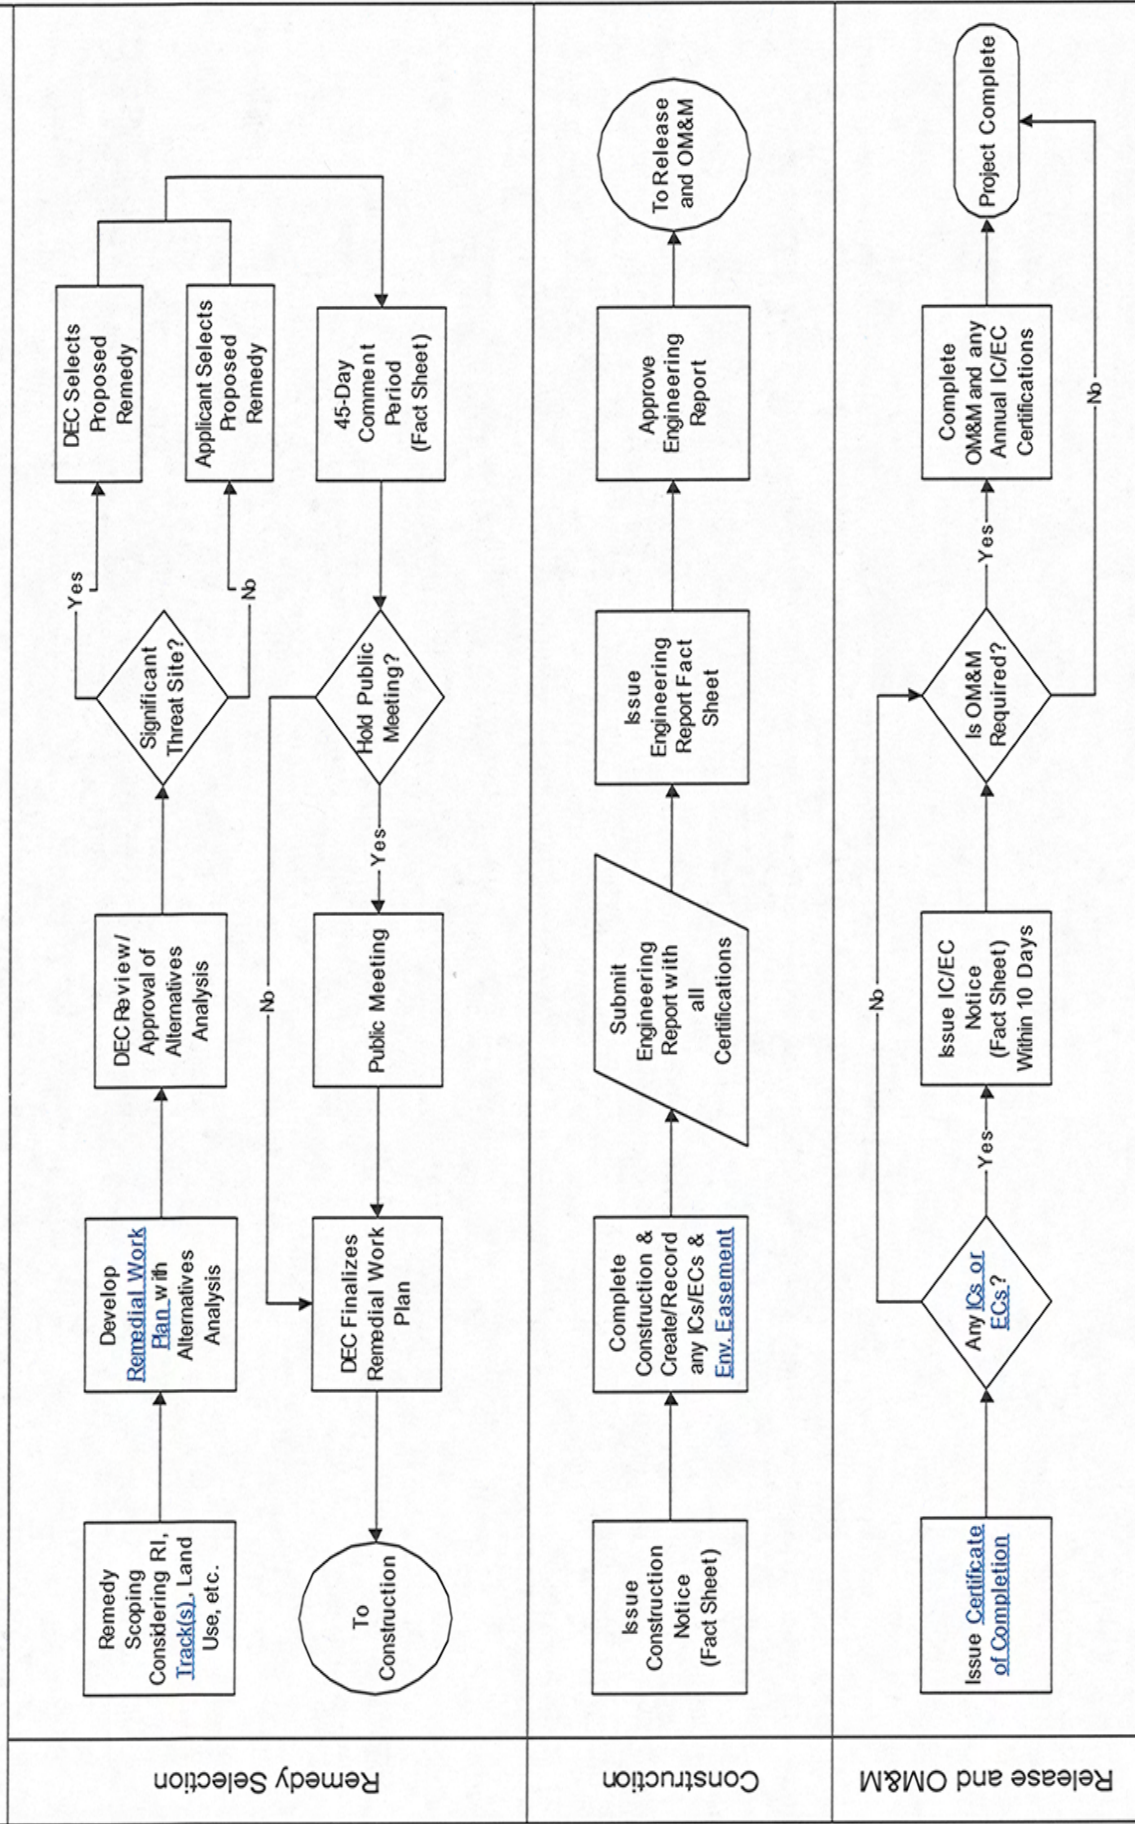 Remedy Selection
Remedy
Scoping
Considering RI,
Track(s), Land
Use, etc.
Develop
Remedial Work
Plan with
Alternatives
Analysis
DEC Review/
Approval of
Alternatives
Analysis
Significant
Threat Site?
Yes
No
DEC Selects
Proposed
Remedy
Applicant Selects
Proposed
Remedy
45-Day
Comment
Period
(Fact Sheet)
Hold Public
Meeting?
Yes
No
Public Meeting
DEC Finalizes
Remedial Work
Plan
To
Construction
Construction
Issue
Construction
Notice
(Fact Sheet)
Complete
Construction &
Create/Record
any ICs/ECs &
Env. Easement
Submit
Engineering
Report with
all
Certifications
Issue
Engineering
Report Fact
Sheet
Approve
Engineering
Report
To Release
and OM&M
Release and OM&M
Issue Certificate
of Completion
Any ICs or
ECs?
Yes
No
Issue IC/EC
Notice
(Fact Sheet)
Within 10 Days
Is OM&M
Required?
Yes
No
Complete
OM&M and any
Annual IC/EC
Certifications
Project Complete